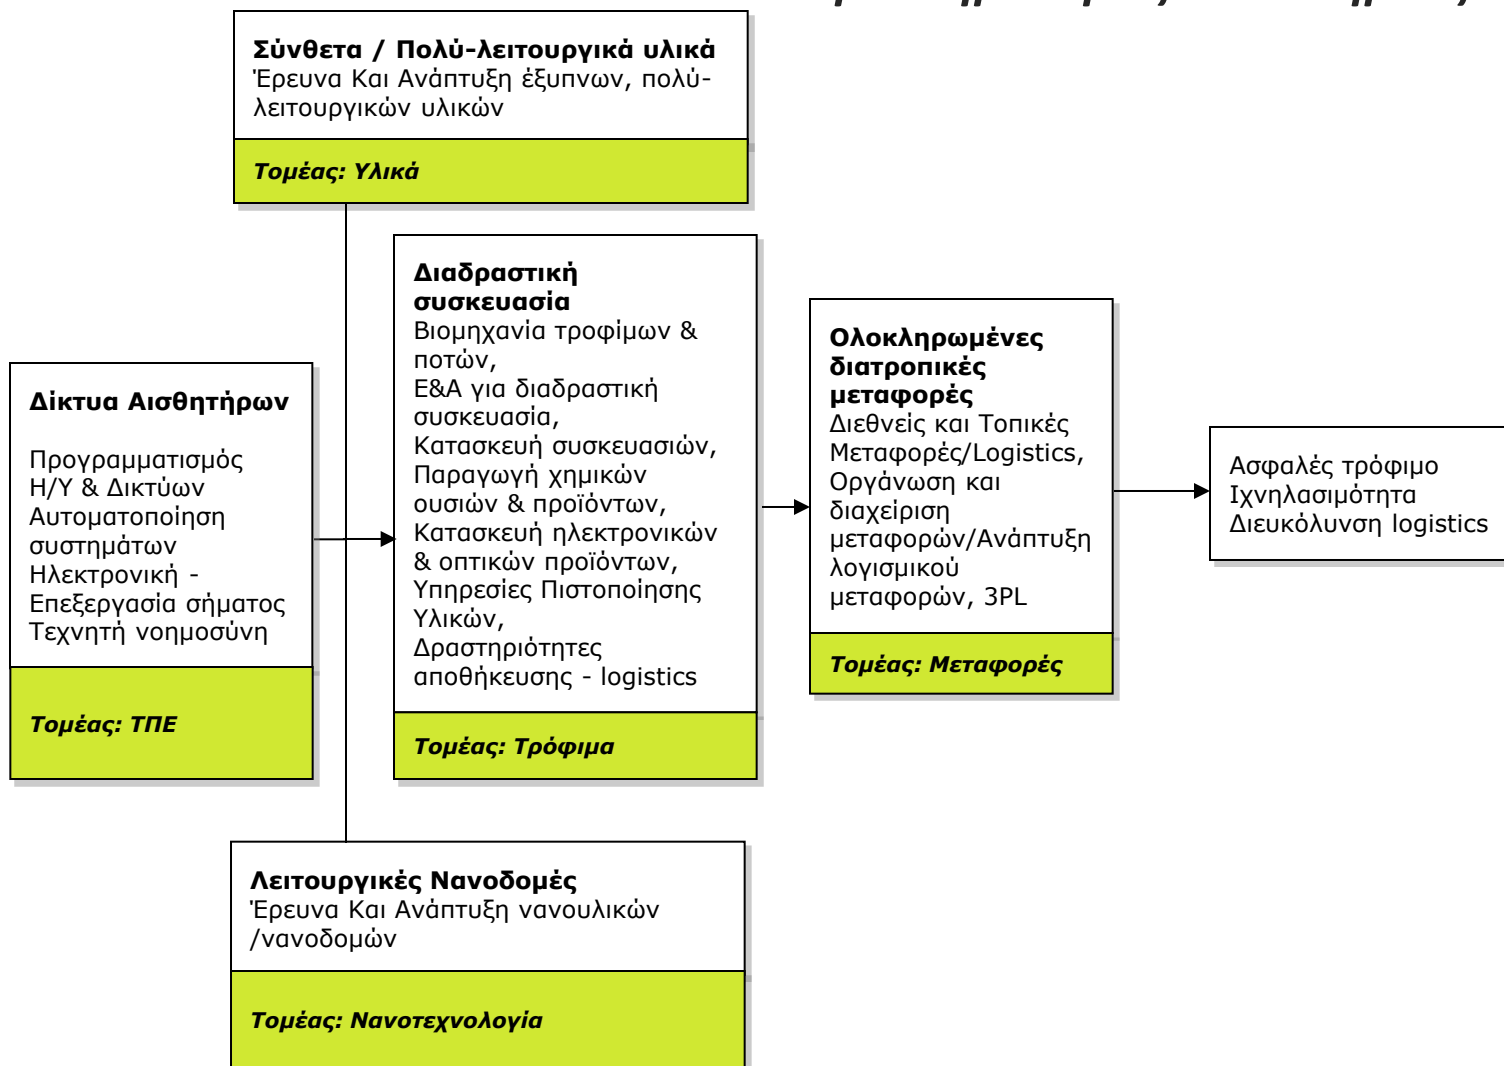 Σύνθετα / Πολύ-λειτουργικά υλικά
Έρευνα Και Ανάπτυξη έξυπνων, πολύ-
λειτουργικών υλικών
Τομέας: Υλικά
Δίκτυα Αισθητήρων
Προγραμματισμός
Η/Υ & Δικτύων
Αυτοματοποίηση
συστημάτων
Ηλεκτρονική -
Επεξεργασία σήματος
Τεχνητή νοημοσύνη
Τομέας: ΤΠΕ
Διαδραστική
συσκευασία
Βιομηχανία τροφίμων &
ποτών,
Ε&Α για διαδραστική
συσκευασία,
Κατασκευή συσκευασιών,
Παραγωγή χημικών
ουσιών & προϊόντων,
Κατασκευή ηλεκτρονικών
& οπτικών προϊόντων,
Υπηρεσίες Πιστοποίησης
Υλικών,
Δραστηριότητες
αποθήκευσης - logistics
Τομέας: Τρόφιμα
Ολοκληρωμένες
διατροπικές
μεταφορές
Διεθνείς και Τοπικές
Μεταφορές/Logistics,
Οργάνωση και
διαχείριση
μεταφορών/Ανάπτυξη
λογισμικού
μεταφορών, 3PL
Τομέας: Μεταφορές
Ασφαλές τρόφιμο
Ιχνηλασιμότητα
Διευκόλυνση logistics
Λειτουργικές Νανοδομές
Έρευνα Και Ανάπτυξη νανουλικών
/νανοδομών
Τομέας: Νανοτεχνολογία